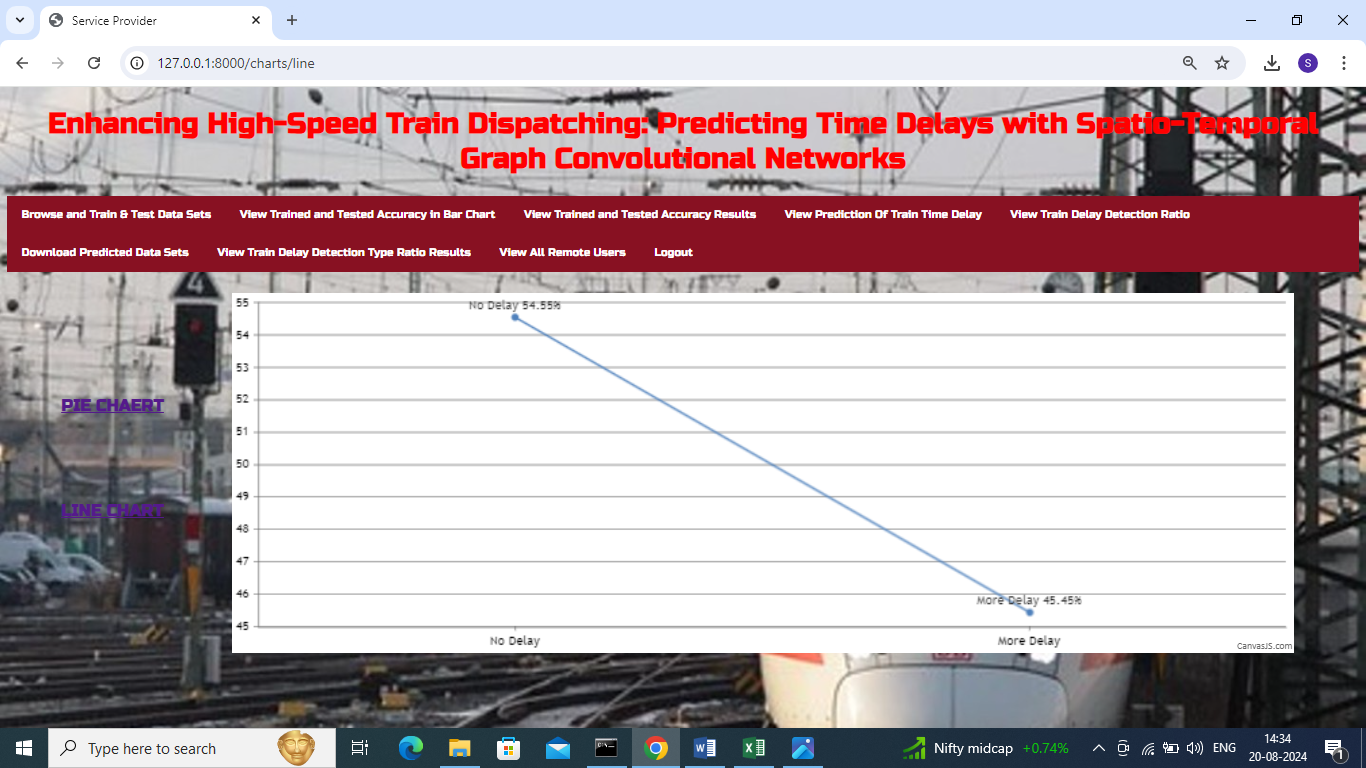 Service Provider
127.0.0.1:8000/charts/line
S
Enhancing High-Speed Train Dispatching: Predicting Time Delays with Spatio-Temporal
Graph Convolutional Networks
Browse and Train & Test Data Sets View Trained and Tested Accuracy in Bar Chart View Trained and Tested Accuracy Results View Prediction Of Train Time Delay View Train Delay Detection Ratio
Download Predicted Data Sets View Train Delay Detection Type Ratio Results View All Remote Users Logout
4
PIE CHAERT
LINE CHART
55
54
53
52
51
50
49
48
47
46
45
No Delay 54.55%
More Delay 45.45%
No Delay More Delay
CanvasJS.com
Type here to search
Nifty midcap +0.74%
ENG
14:34
20-08-2024
1